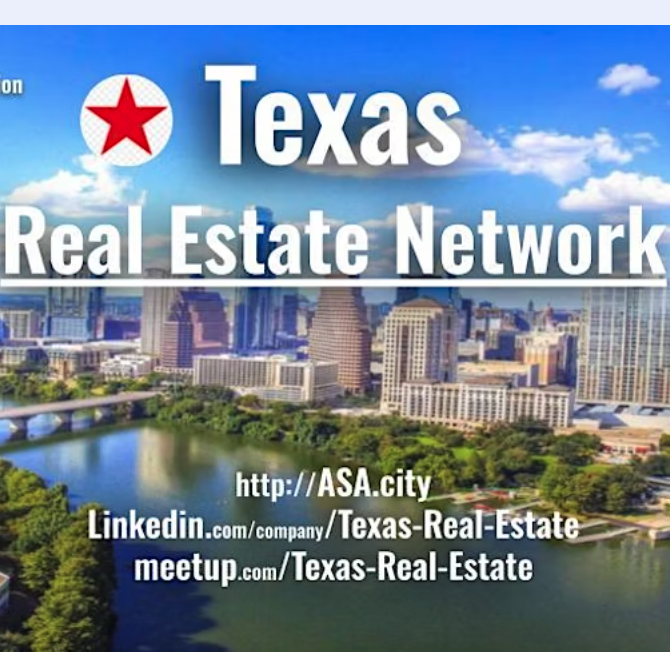 on
Texas
Real Estate Network
http://ASA.city
Linkedin.com/company/Texas-Real-Estate
meetup.com/Texas-Real-Estate